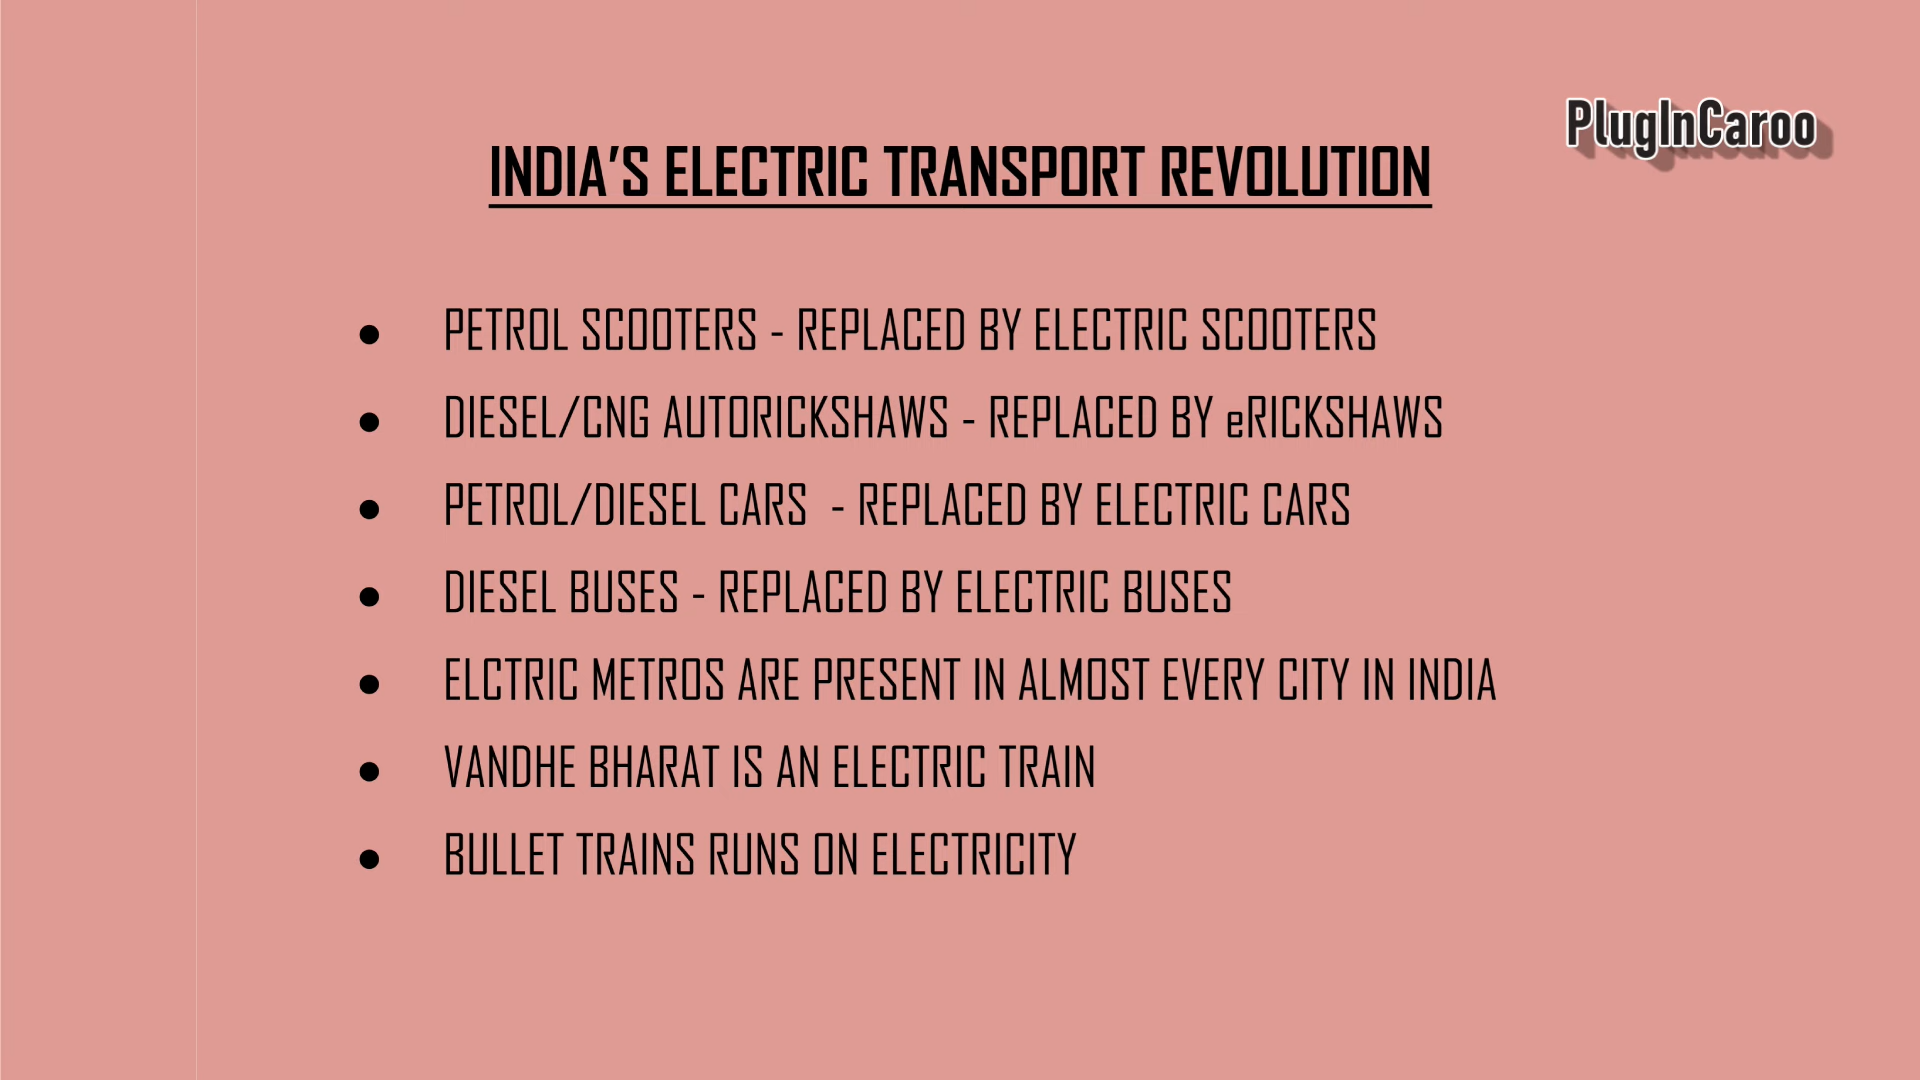 PlugInCaroo
INDIA'S ELECTRIC TRANSPORT REVOLUTION
● PETROL SCOOTERS - REPLACED BY ELECTRIC SCOOTERS
● DIESEL/CNG AUTORICKSHAWS - REPLACED BY eRICKSHAWS
● PETROL/DIESEL CARS - REPLACED BY ELECTRIC CARS
● DIESEL BUSES - REPLACED BY ELECTRIC BUSES
● ELCTRIC METROS ARE PRESENT IN ALMOST EVERY CITY IN INDIA
● VANDHE BHARAT IS AN ELECTRIC TRAIN
● BULLET TRAINS RUNS ON ELECTRICITY